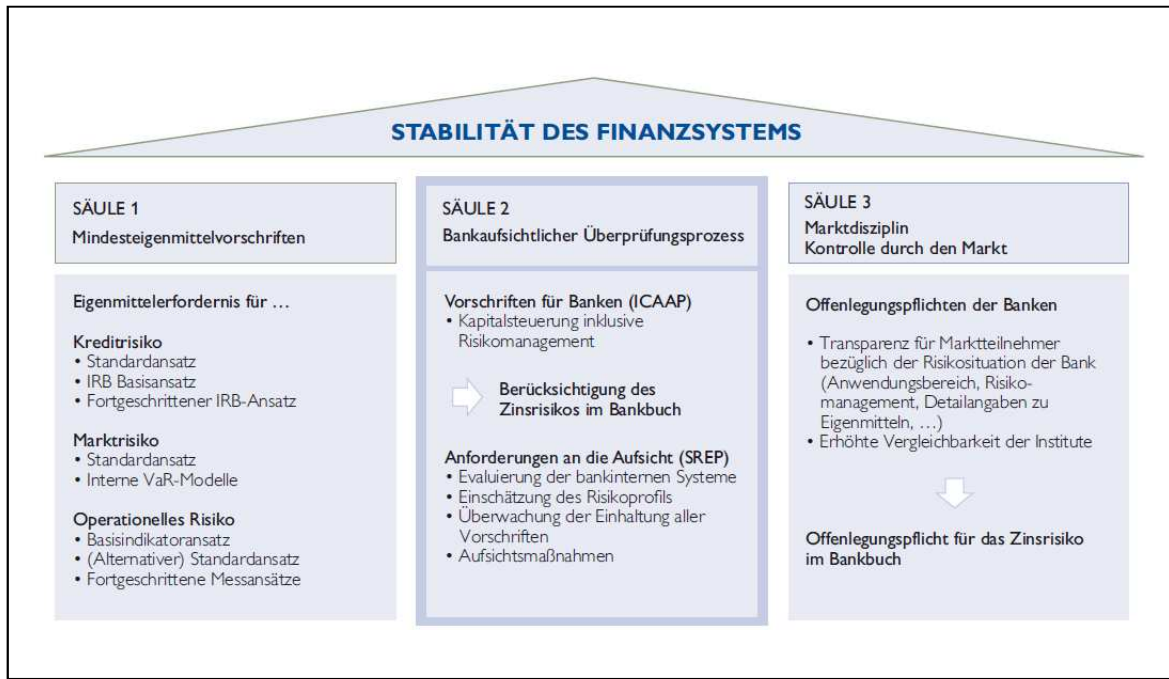 STABILITÄT DES FINANZSYSTEMS
SÄULE 1
Mindesteigenmittelvorschriften
Eigenmittelerfordernis für ...
Kreditrisiko
• Standardansatz
• IRB Basisansatz
• Fortgeschrittener IRB-Ansatz
Marktrisiko
• Standardansatz
• Interne VaR-Modelle
Operationelles Risiko
• Basisindikatoransatz
• (Alternativer) Standardansatz
• Fortgeschrittene Messansätze
SÄULE 2
Bankaufsichtlicher Überprüfungsprozess
Vorschriften für Banken (ICAAP)
• Kapitalsteuerung inklusive
Risikomanagement
Berücksichtigung des
Zinsrisikos im Bankbuch
Anforderungen an die Aufsicht (SREP)
• Evaluierung der bankinternen Systeme
• Einschätzung des Risikoprofils
• Überwachung der Einhaltung aller
Vorschriften
• Aufsichtsmaßnahmen
SÄULE 3
Marktdisziplin
Kontrolle durch den Markt
Offenlegungspflichten der Banken
• Transparenz für Marktteilnehmer
bezüglich der Risikosituation der Bank
(Anwendungsbereich, Risiko-
management, Detailangaben zu
Eigenmitteln, ...)
• Erhöhte Vergleichbarkeit der Institute
Offenlegungspflicht für das Zinsrisiko
im Bankbuch